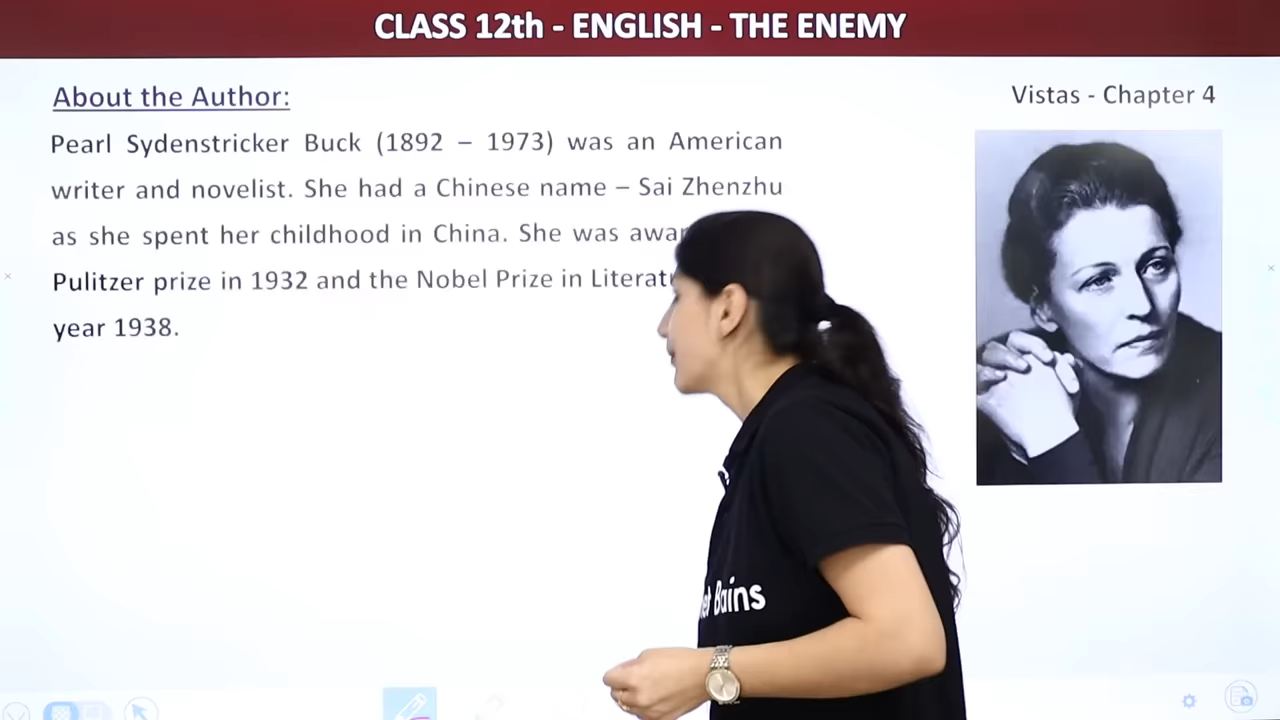 CLASS 12th - ENGLISH - THE ENEMY
About the Author:
Vistas - Chapter 4
Pearl Sydenstricker Buck (1892 – 1973) was an American
writer and novelist. She had a Chinese name – Sai Zhenzhu
as she spent her childhood in China. She was
Pulitzer prize in 1932 and the Nobel Prize in
year 1938.
Bains